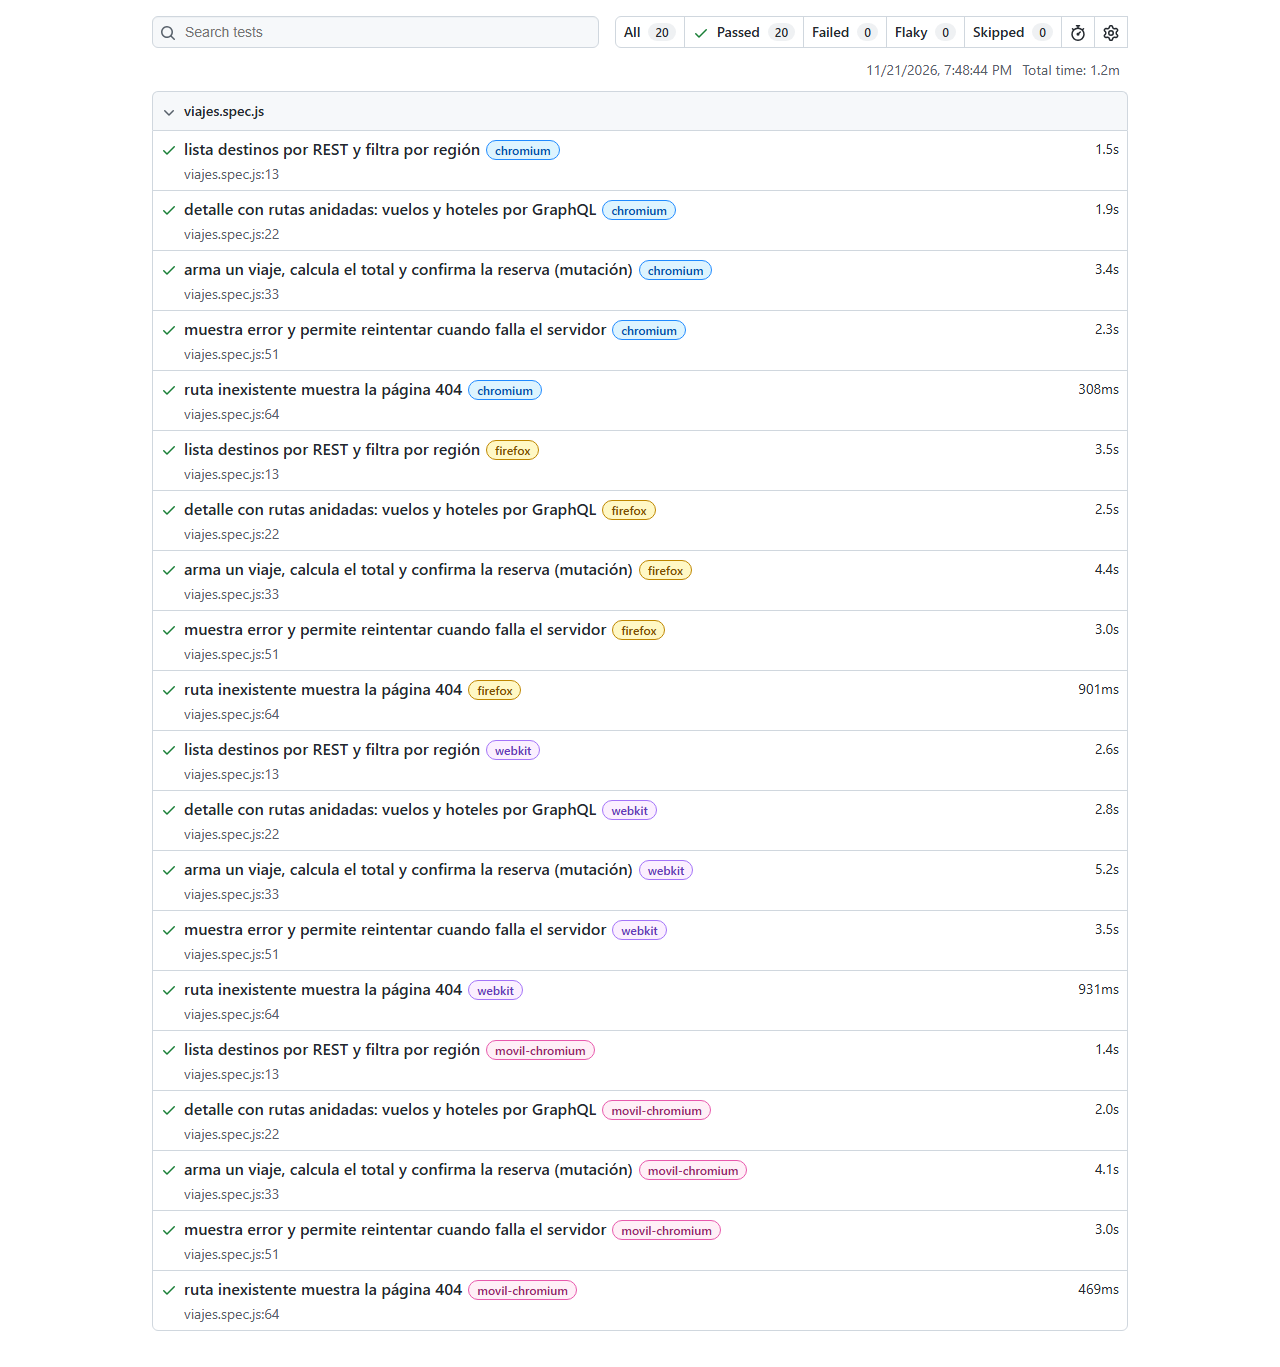 Search tests
All 20 Passed 20 Failed 0 Flaky 0 Skipped 0
11/21/2026, 7:48:44 PM Total time: 1.2m
viajes.spec.js
lista destinos por REST y filtra por región chromium 1.5s
viajes.spec.js:13
detalle con rutas anidadas: vuelos y hoteles por GraphQL chromium 1.9s
viajes.spec.js:22
arma un viaje, calcula el total y confirma la reserva (mutación) chromium 3.4s
viajes.spec.js:33
muestra error y permite reintentar cuando falla el servidor chromium 2.3s
viajes.spec.js:51
ruta inexistente muestra la página 404 chromium 308ms
viajes.spec.js:64
lista destinos por REST y filtra por región firefox 3.5s
viajes.spec.js:13
detalle con rutas anidadas: vuelos y hoteles por GraphQL firefox 2.5s
viajes.spec.js:22
arma un viaje, calcula el total y confirma la reserva (mutación) firefox 4.4s
viajes.spec.js:33
muestra error y permite reintentar cuando falla el servidor firefox 3.0s
viajes.spec.js:51
ruta inexistente muestra la página 404 firefox 901ms
viajes.spec.js:64
lista destinos por REST y filtra por región webkit 2.6s
viajes.spec.js:13
detalle con rutas anidadas: vuelos y hoteles por GraphQL webkit 2.8s
viajes.spec.js:22
arma un viaje, calcula el total y confirma la reserva (mutación) webkit 5.2s
viajes.spec.js:33
muestra error y permite reintentar cuando falla el servidor webkit 3.5s
viajes.spec.js:51
ruta inexistente muestra la página 404 webkit 931ms
viajes.spec.js:64
lista destinos por REST y filtra por región movil-chromium 1.4s
viajes.spec.js:13
detalle con rutas anidadas: vuelos y hoteles por GraphQL movil-chromium 2.0s
viajes.spec.js:22
arma un viaje, calcula el total y confirma la reserva (mutación) movil-chromium 4.1s
viajes.spec.js:33
muestra error y permite reintentar cuando falla el servidor movil-chromium 3.0s
viajes.spec.js:51
ruta inexistente muestra la página 404 movil-chromium 469ms
viajes.spec.js:64